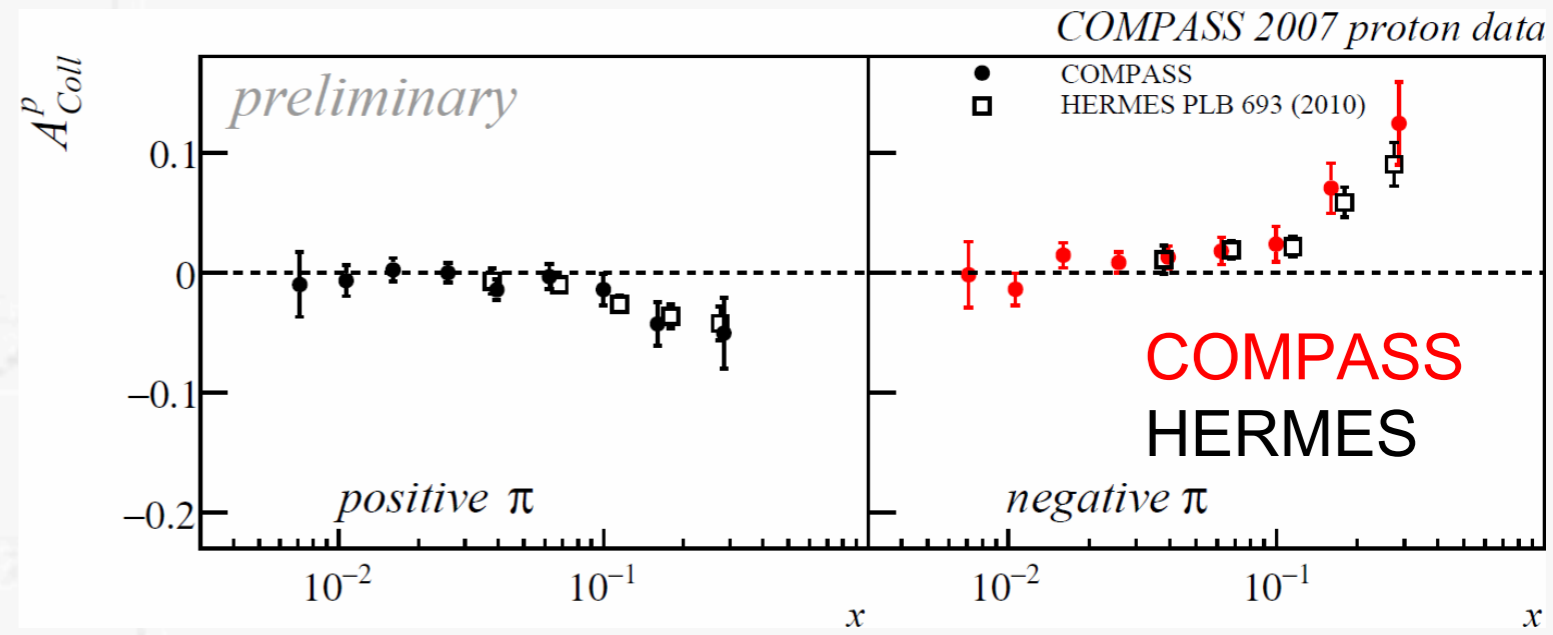 COMPASS 2007 proton data
A^p_Coll
preliminary
COMPASS
HERMES PLB 693 (2010)
0.1
0
−0.1
−0.2
0
COMPASS
HERMES
positive π
negative π
10⁻²
10⁻¹
x
10⁻²
10⁻¹
x